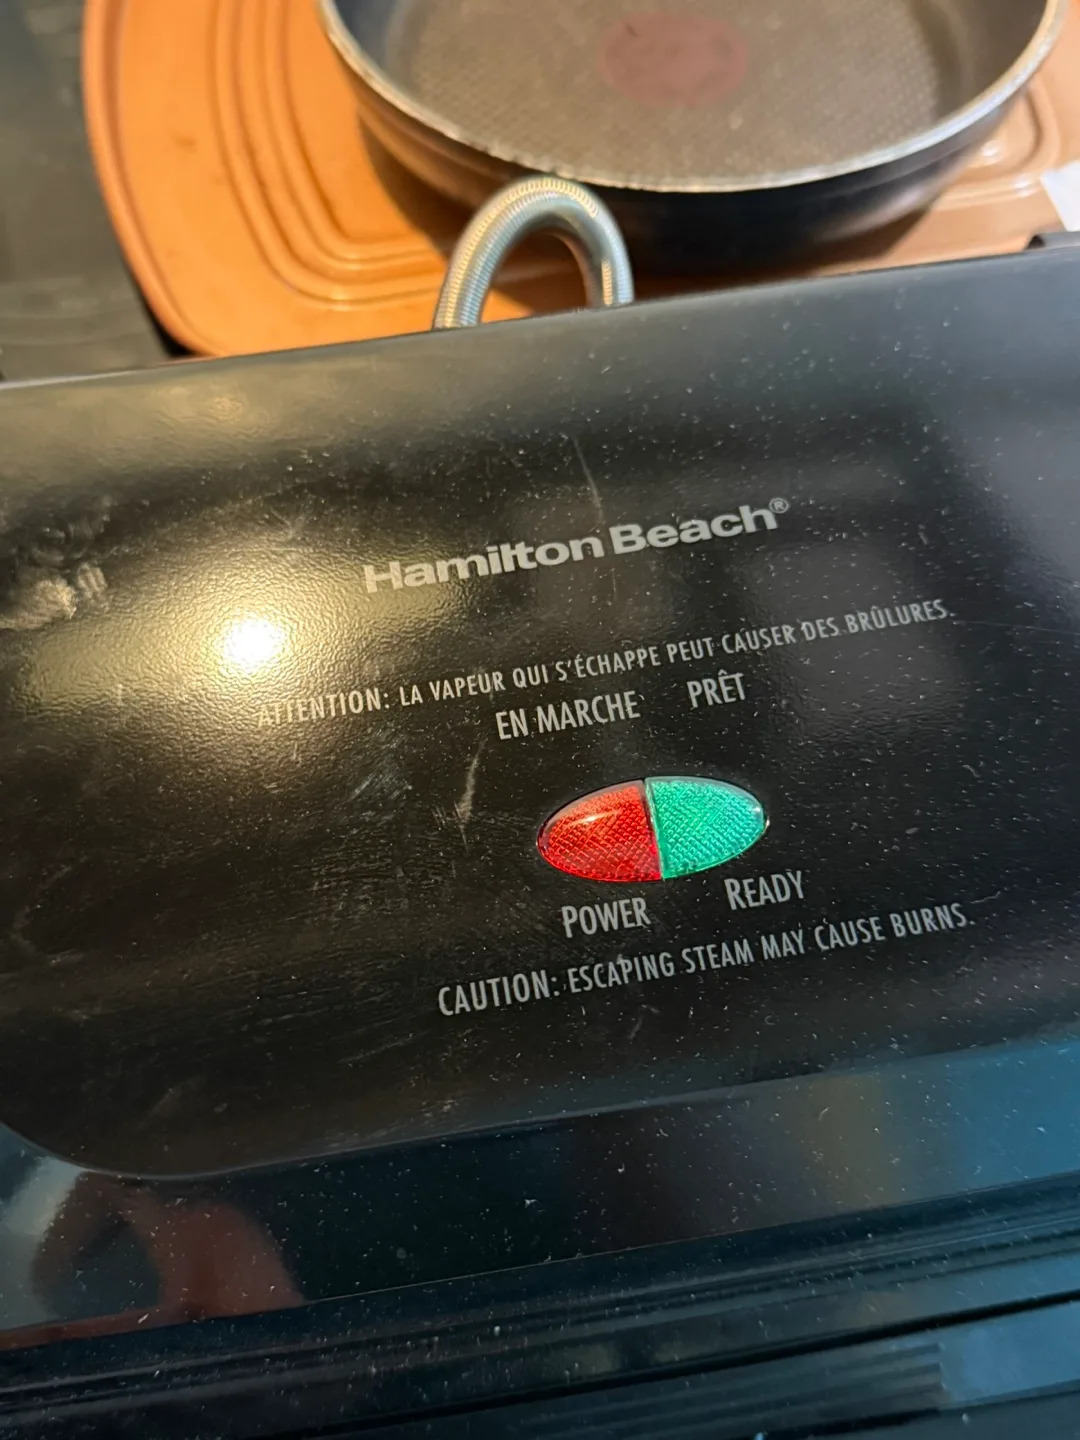 Hamilton Beach®
ATTENTION: LA VAPEUR QUI S'ÉCHAPPE PEUT CAUSER DES BRÛLURES.
EN MARCHE PRÊT
POWER READY
CAUTION: ESCAPING STEAM MAY CAUSE BURNS.